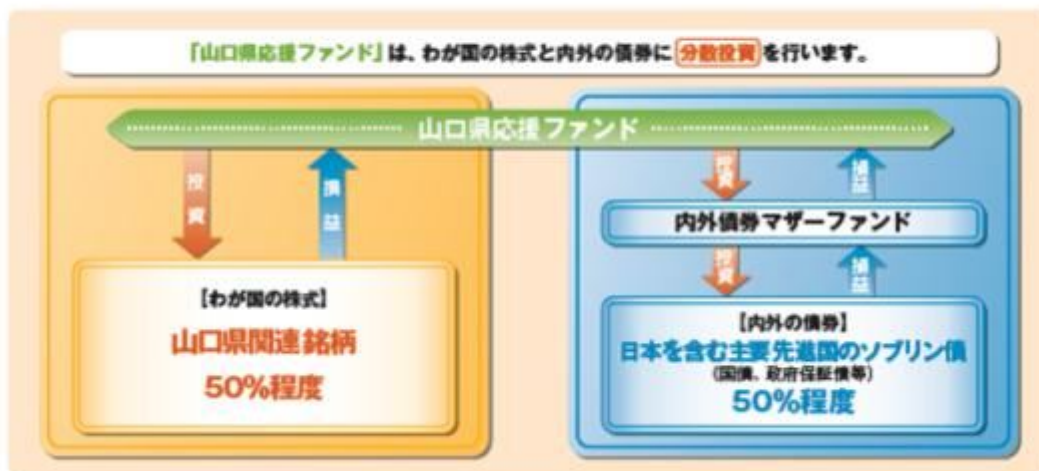 「山口県応援ファンド」は、わが国の株式と内外の債券に分散投資を行います。
山口県応援ファンド
投資
損益
投資
損益
内外債券マザーファンド
投資
損益
【わが国の株式】
山口県関連銘柄
50%程度
【内外の債券】
日本を含む主要先進国のソブリン債
(国債、政府保証債等)
50%程度